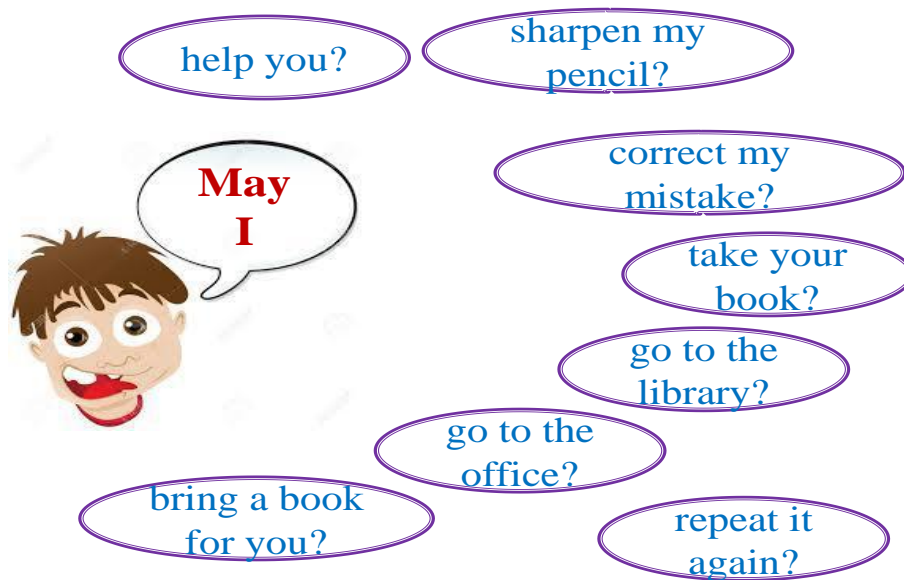 help you?
sharpen my
pencil?
May
I
correct my
mistake?
take your
book?
go to the
library?
go to the
office?
bring a book
for you?
repeat it
again?